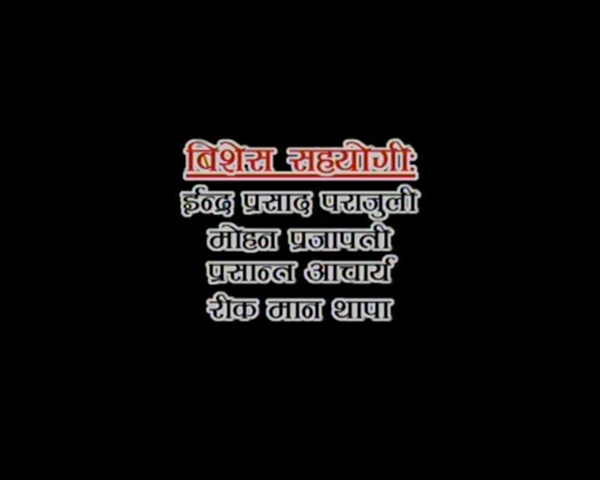 बिशेस सहयोगी:
ईन्द्र प्रसाद पराजुली
मोहन प्रजापती
प्रसान्त आचार्य
रीक मान थापा